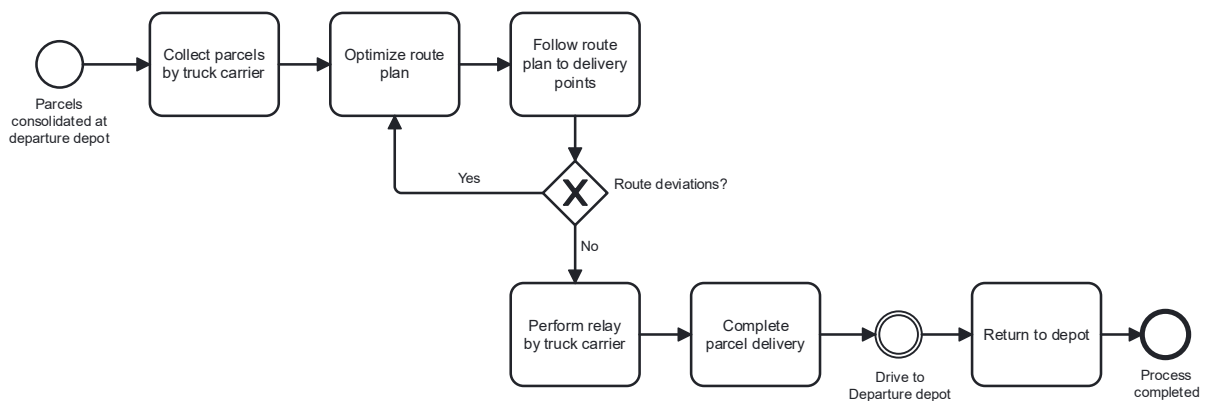 Collect parcels
by truck carrier
Optimize route
plan
Follow route
plan to delivery
points
Parcels
consolidated at
departure depot
Yes
Route deviations?
No
Perform relay
by truck carrier
Complete
parcel delivery
Return to depot
Drive to
Departure depot
Process
completed